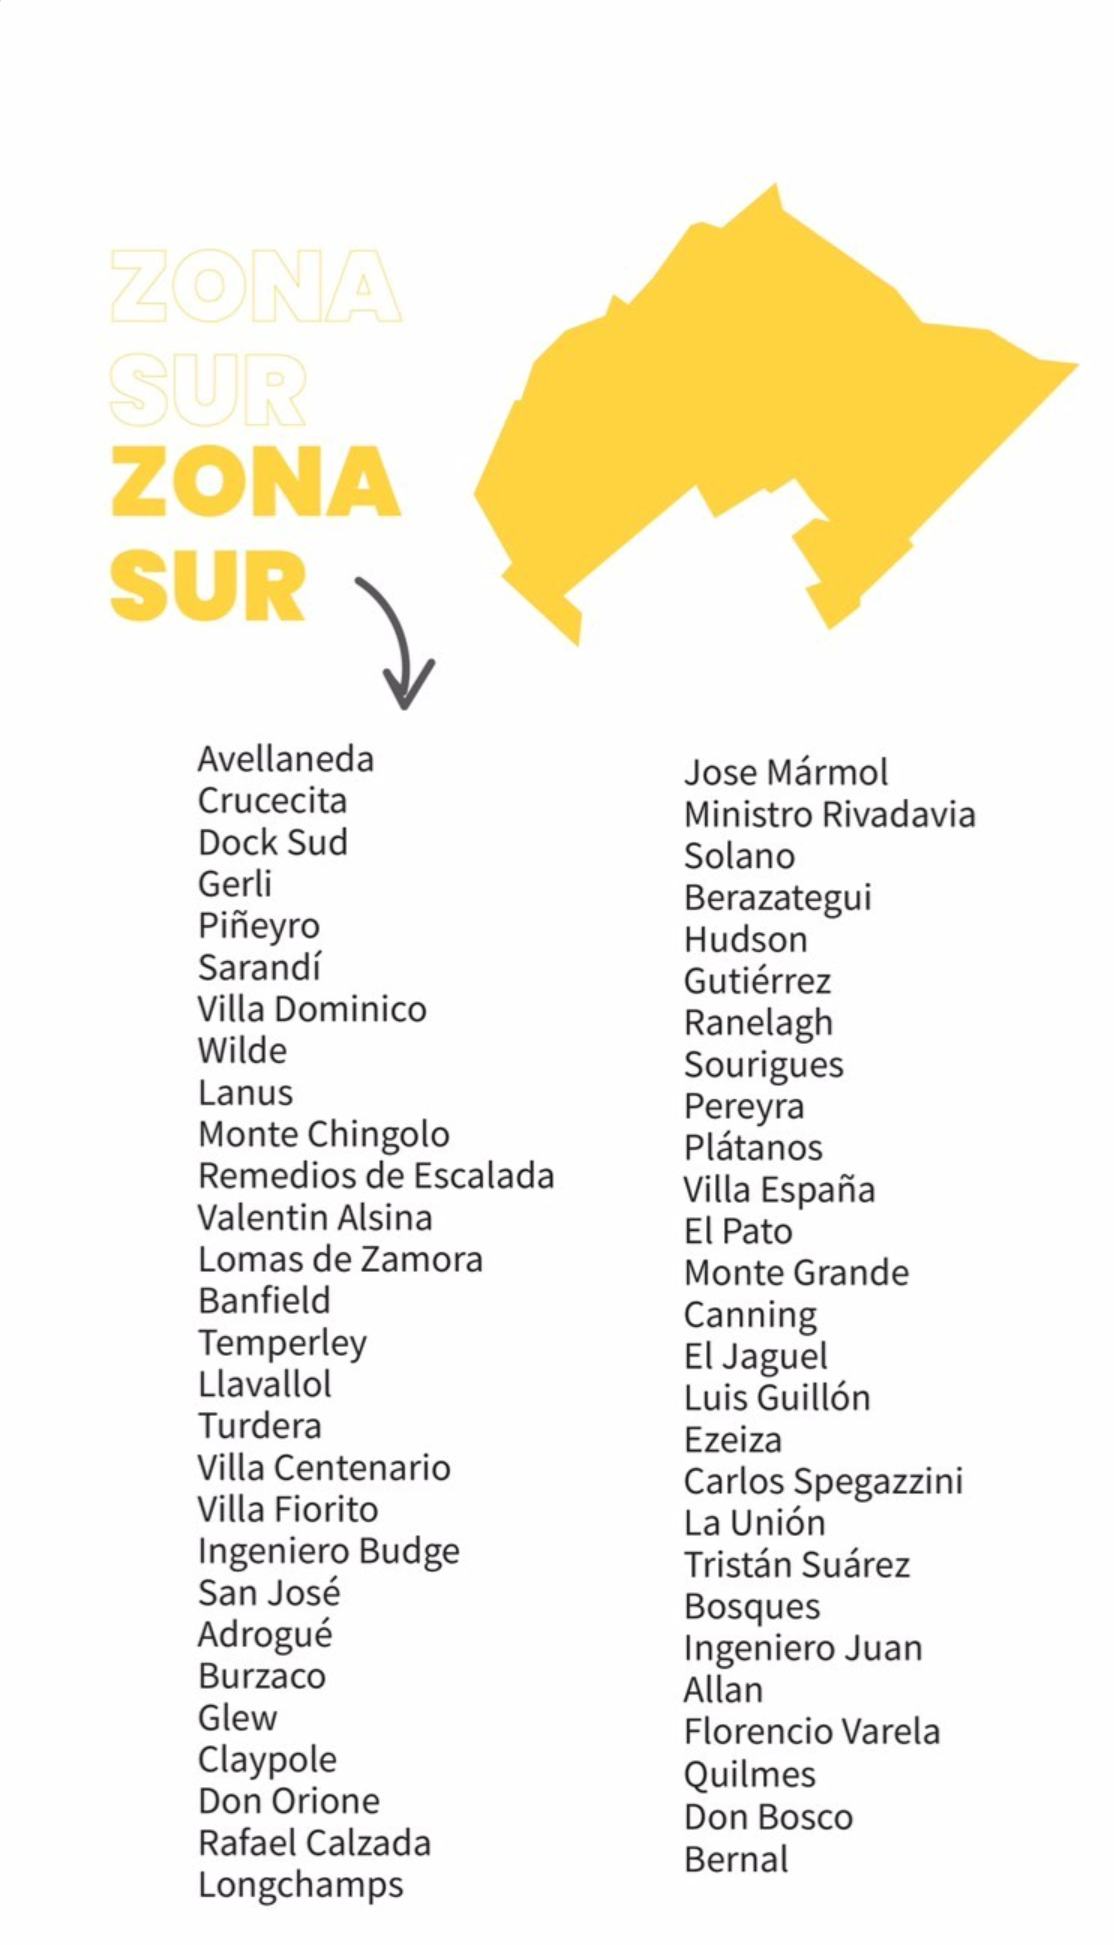 ZONA
SUR
ZONA
SUR
Avellaneda
Crucecita
Dock Sud
Gerli
Piñeyro
Sarandí
Villa Dominico
Wilde
Lanus
Monte Chingolo
Remedios de Escalada
Valentin Alsina
Lomas de Zamora
Banfield
Temperley
Llavallol
Turdera
Villa Centenario
Villa Fiorito
Ingeniero Budge
San José
Adrogué
Burzaco
Glew
Claypole
Don Orione
Rafael Calzada
Longchamps
Jose Mármol
Ministro Rivadavia
Solano
Berazategui
Hudson
Gutiérrez
Ranelagh
Sourigues
Pereyra
Plátanos
Villa España
El Pato
Monte Grande
Canning
El Jaguel
Luis Guillón
Ezeiza
Carlos Spegazzini
La Unión
Tristán Suárez
Bosques
Ingeniero Juan
Allan
Florencio Varela
Quilmes
Don Bosco
Bernal